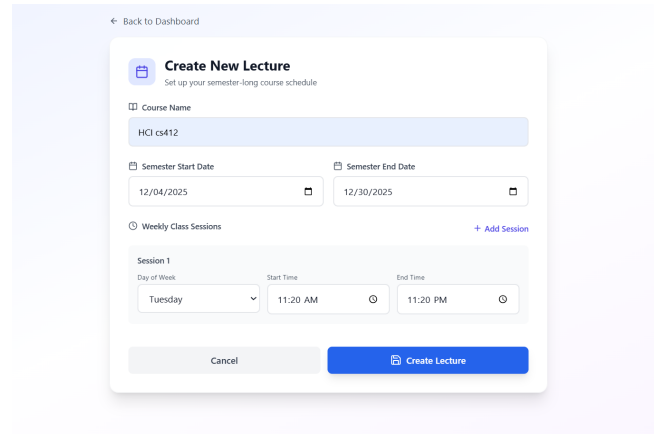 ← Back to Dashboard
Create New Lecture
Set up your semester-long course schedule
Course Name
HCI cs412
Semester Start Date
Semester End Date
12/04/2025
12/30/2025
Weekly Class Sessions
+ Add Session
Session 1
Day of Week
Start Time
End Time
Tuesday
11:20 AM
11:20 PM
Cancel
Create Lecture